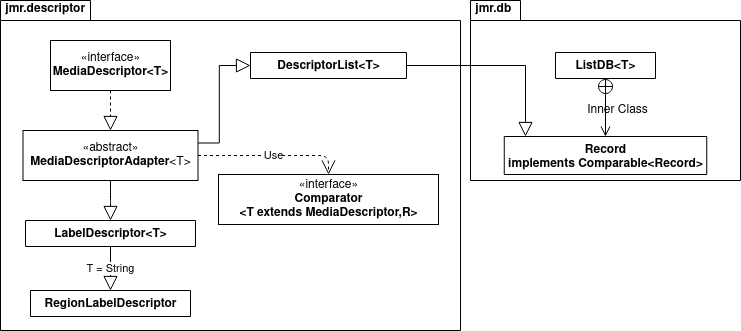 jmr.descriptor
jmr.db
«interface»
MediaDescriptor<T>
DescriptorList<T>
ListDB<T>
Inner Class
«abstract»
MediaDescriptorAdapter<T>
Use
Record
implements Comparable<Record>
«interface»
Comparator
<T extends MediaDescriptor,R>
LabelDescriptor<T>
T = String
RegionLabelDescriptor